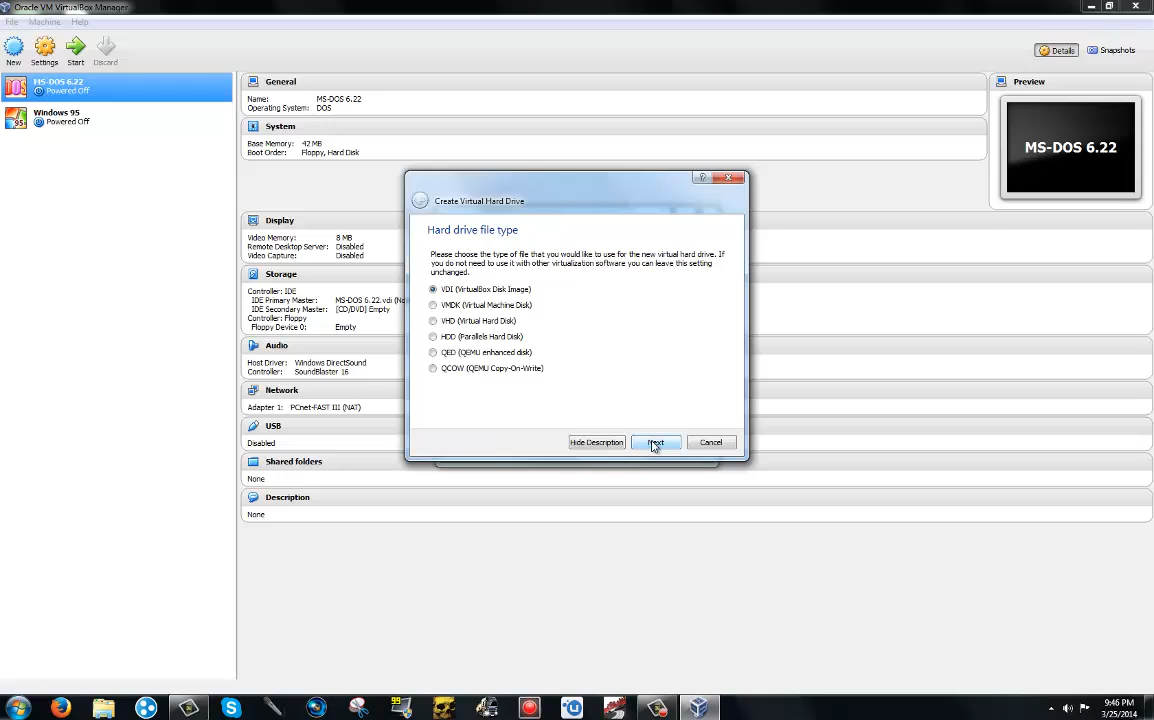 Oracle VM VirtualBox Manager
File Machine Help
New Settings Start Discard
Details Snapshots
MS-DOS 6.22
Powered Off
Windows 95
Powered Off
General
Name: MS-DOS 6.22
Operating System: DOS
System
Base Memory: 42 MB
Boot Order: Floppy, Hard Disk
Preview
MS-DOS 6.22
Display
Video Memory: 8 MB
Remote Desktop Server: Disabled
Video Capture: Disabled
Storage
Controller: IDE
IDE Primary Master: MS-DOS 6.22.vdi
IDE Secondary Master: [CD/DVD] Empty
Controller: Floppy
Floppy Device 0: Empty
Audio
Host Driver: Windows DirectSound
Controller: SoundBlaster 16
Network
Adapter 1: PCnet-FAST III (NAT)
USB
Disabled
Shared folders
None
Description
None
Create Virtual Hard Drive
Hard drive file type
Please choose the type of file that you would like to use for the new virtual hard drive. If
you do not need to use it with other virtualization software you can leave this setting
unchanged.
VDI (VirtualBox Disk Image)
VMDK (Virtual Machine Disk)
VHD (Virtual Hard Disk)
HDD (Parallels Hard Disk)
QED (QEMU enhanced disk)
QCOW (QEMU Copy-On-Write)
Hide Description Next Cancel
9:46 PM
3/25/2014